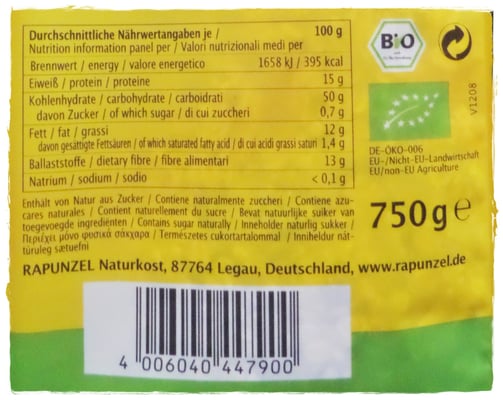 Durchschnittliche Nährwertangaben je / 100 g
Nutrition information panel per / Valori nutrizionali medi per
Brennwert / energy / valore energetico 1658 kJ / 395 kcal
Eiweiß / protein / proteine 15 g
Kohlenhydrate / carbohydrate / carboidrati 50 g
davon Zucker / of which sugar / di cui zuccheri 0,7 g
Fett / fat / grassi 12 g
davon gesättigte Fettsäuren / of which saturated fatty acid / di cui acidi grassi saturi 1,4 g
Ballaststoffe / dietary fibre / fibre alimentari 13 g
Natrium / sodium / sodio < 0,1 g
Enthält von Natur aus Zucker / Contiene naturalmente zuccheri / Contiene azu-
cares naturales / Contient naturellement du sucre / Bevat natuurlijke suiker van
toegevoegde ingrediënten / Contains sugar naturally / Inneholder naturlig sukker /
Περιέχει μόνο φυσικά σάκχαρα / Természetes cukortartalommal / Inniheldur nát-
túruleg sætuefni
RAPUNZEL Naturkost, 87764 Legau, Deutschland, www.rapunzel.de
BIO
V1208
DE-ÖKO-006
EU-/Nicht-EU-Landwirtschaft
EU/non-EU Agriculture
750 g e
4 006040 447900